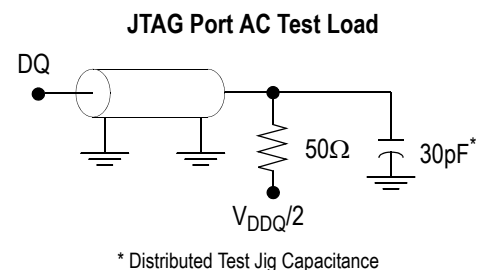 JTAG Port AC Test Load
DQ
50Ω
30pF*
VDDQ/2
* Distributed Test Jig Capacitance